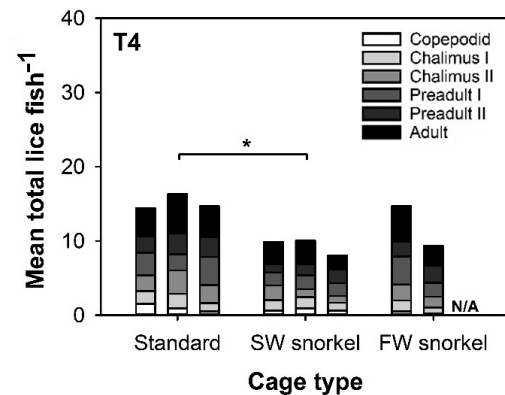 T4
Copepodid
Chalimus I
Chalimus II
Preadult I
Preadult II
Adult
Mean total lice fish⁻¹
40
30
20
10
0
*
N/A
Standard SW snorkel FW snorkel
Cage type